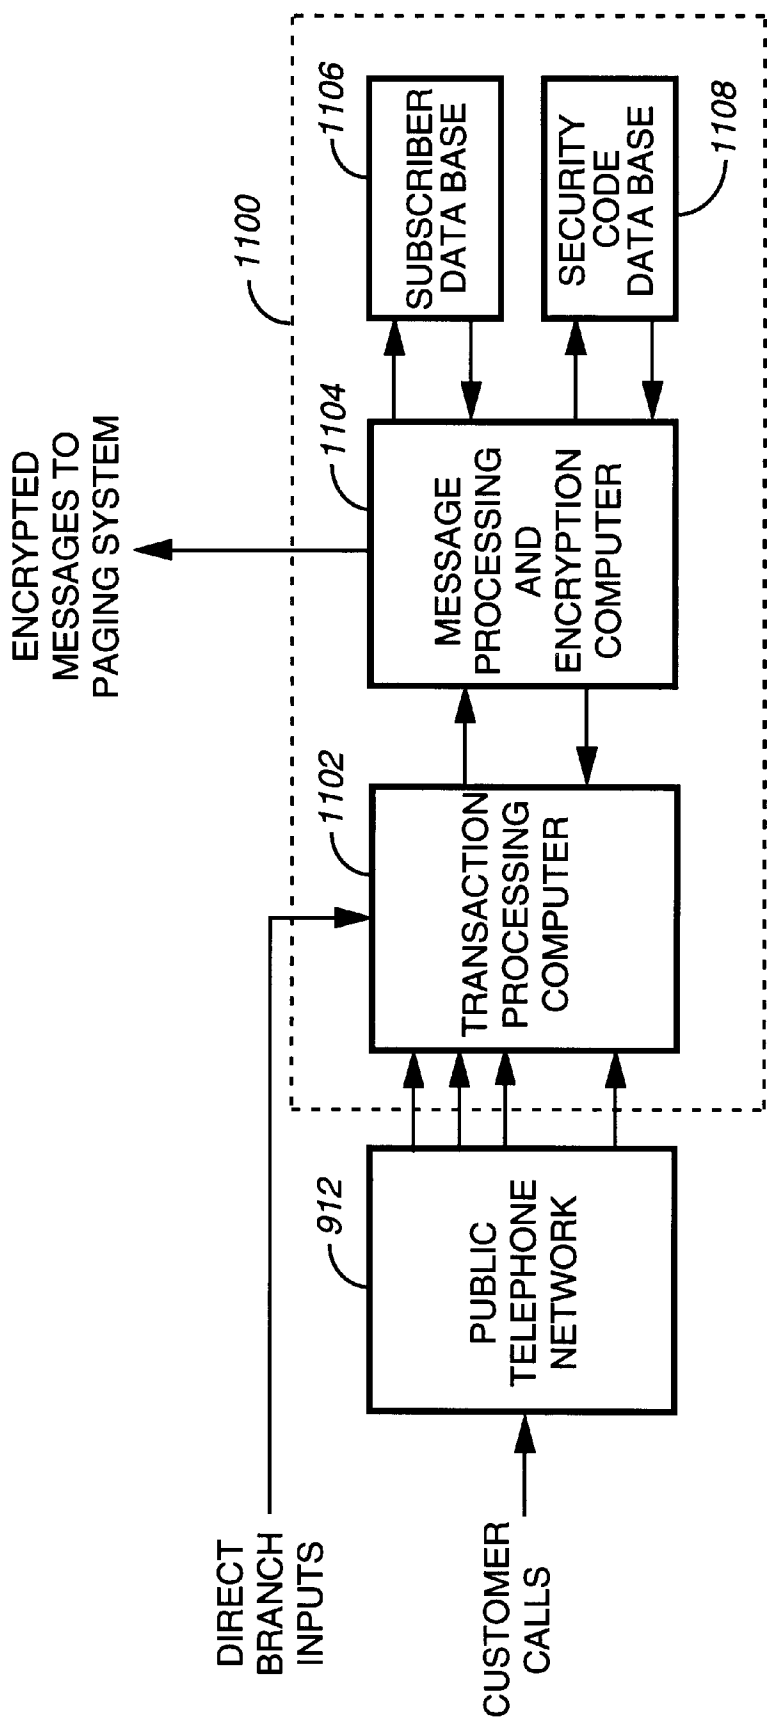 ENCRYPTED
MESSAGES TO
PAGING SYSTEM
1100
DIRECT
BRANCH
INPUTS
CUSTOMER
CALLS
912
PUBLIC
TELEPHONE
NETWORK
1102
TRANSACTION
PROCESSING
COMPUTER
1104
MESSAGE
PROCESSING
AND
ENCRYPTION
COMPUTER
1106
SUBSCRIBER
DATA BASE
SECURITY
CODE
DATA BASE
1108